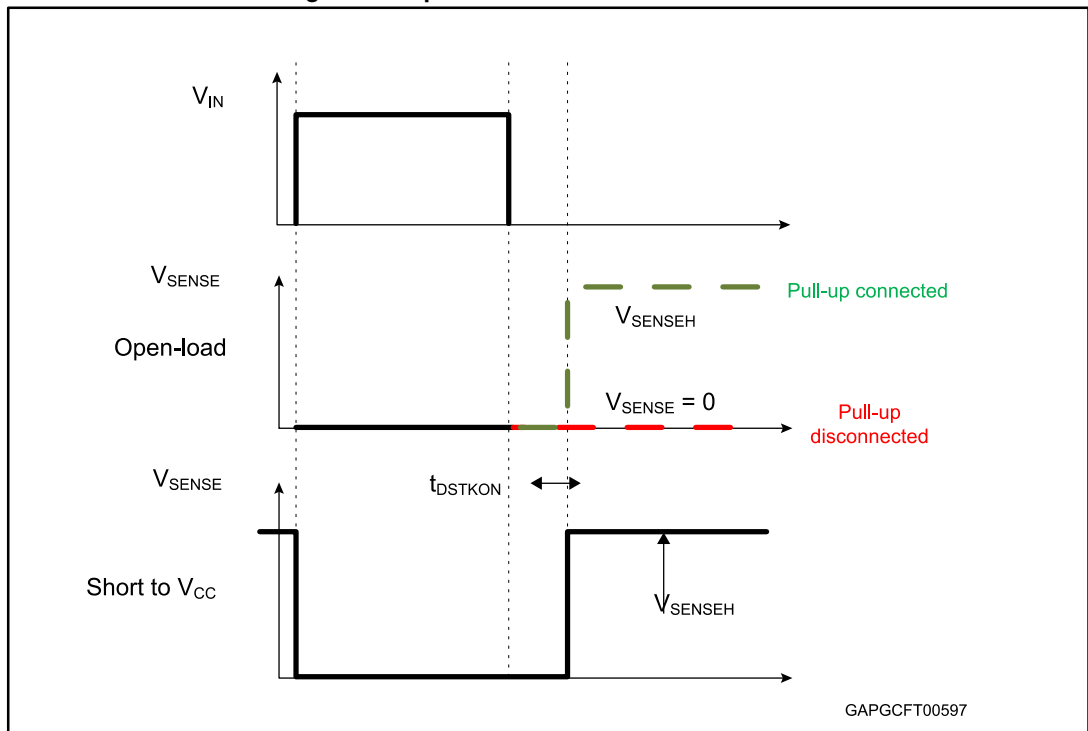 V_IN
V_SENSE
Pull-up connected
V_SENSEH
Open-load
V_SENSE = 0
Pull-up
disconnected
V_SENSE
t_DSTKON
Short to V_CC
V_SENSEH
GAPGCFT00597